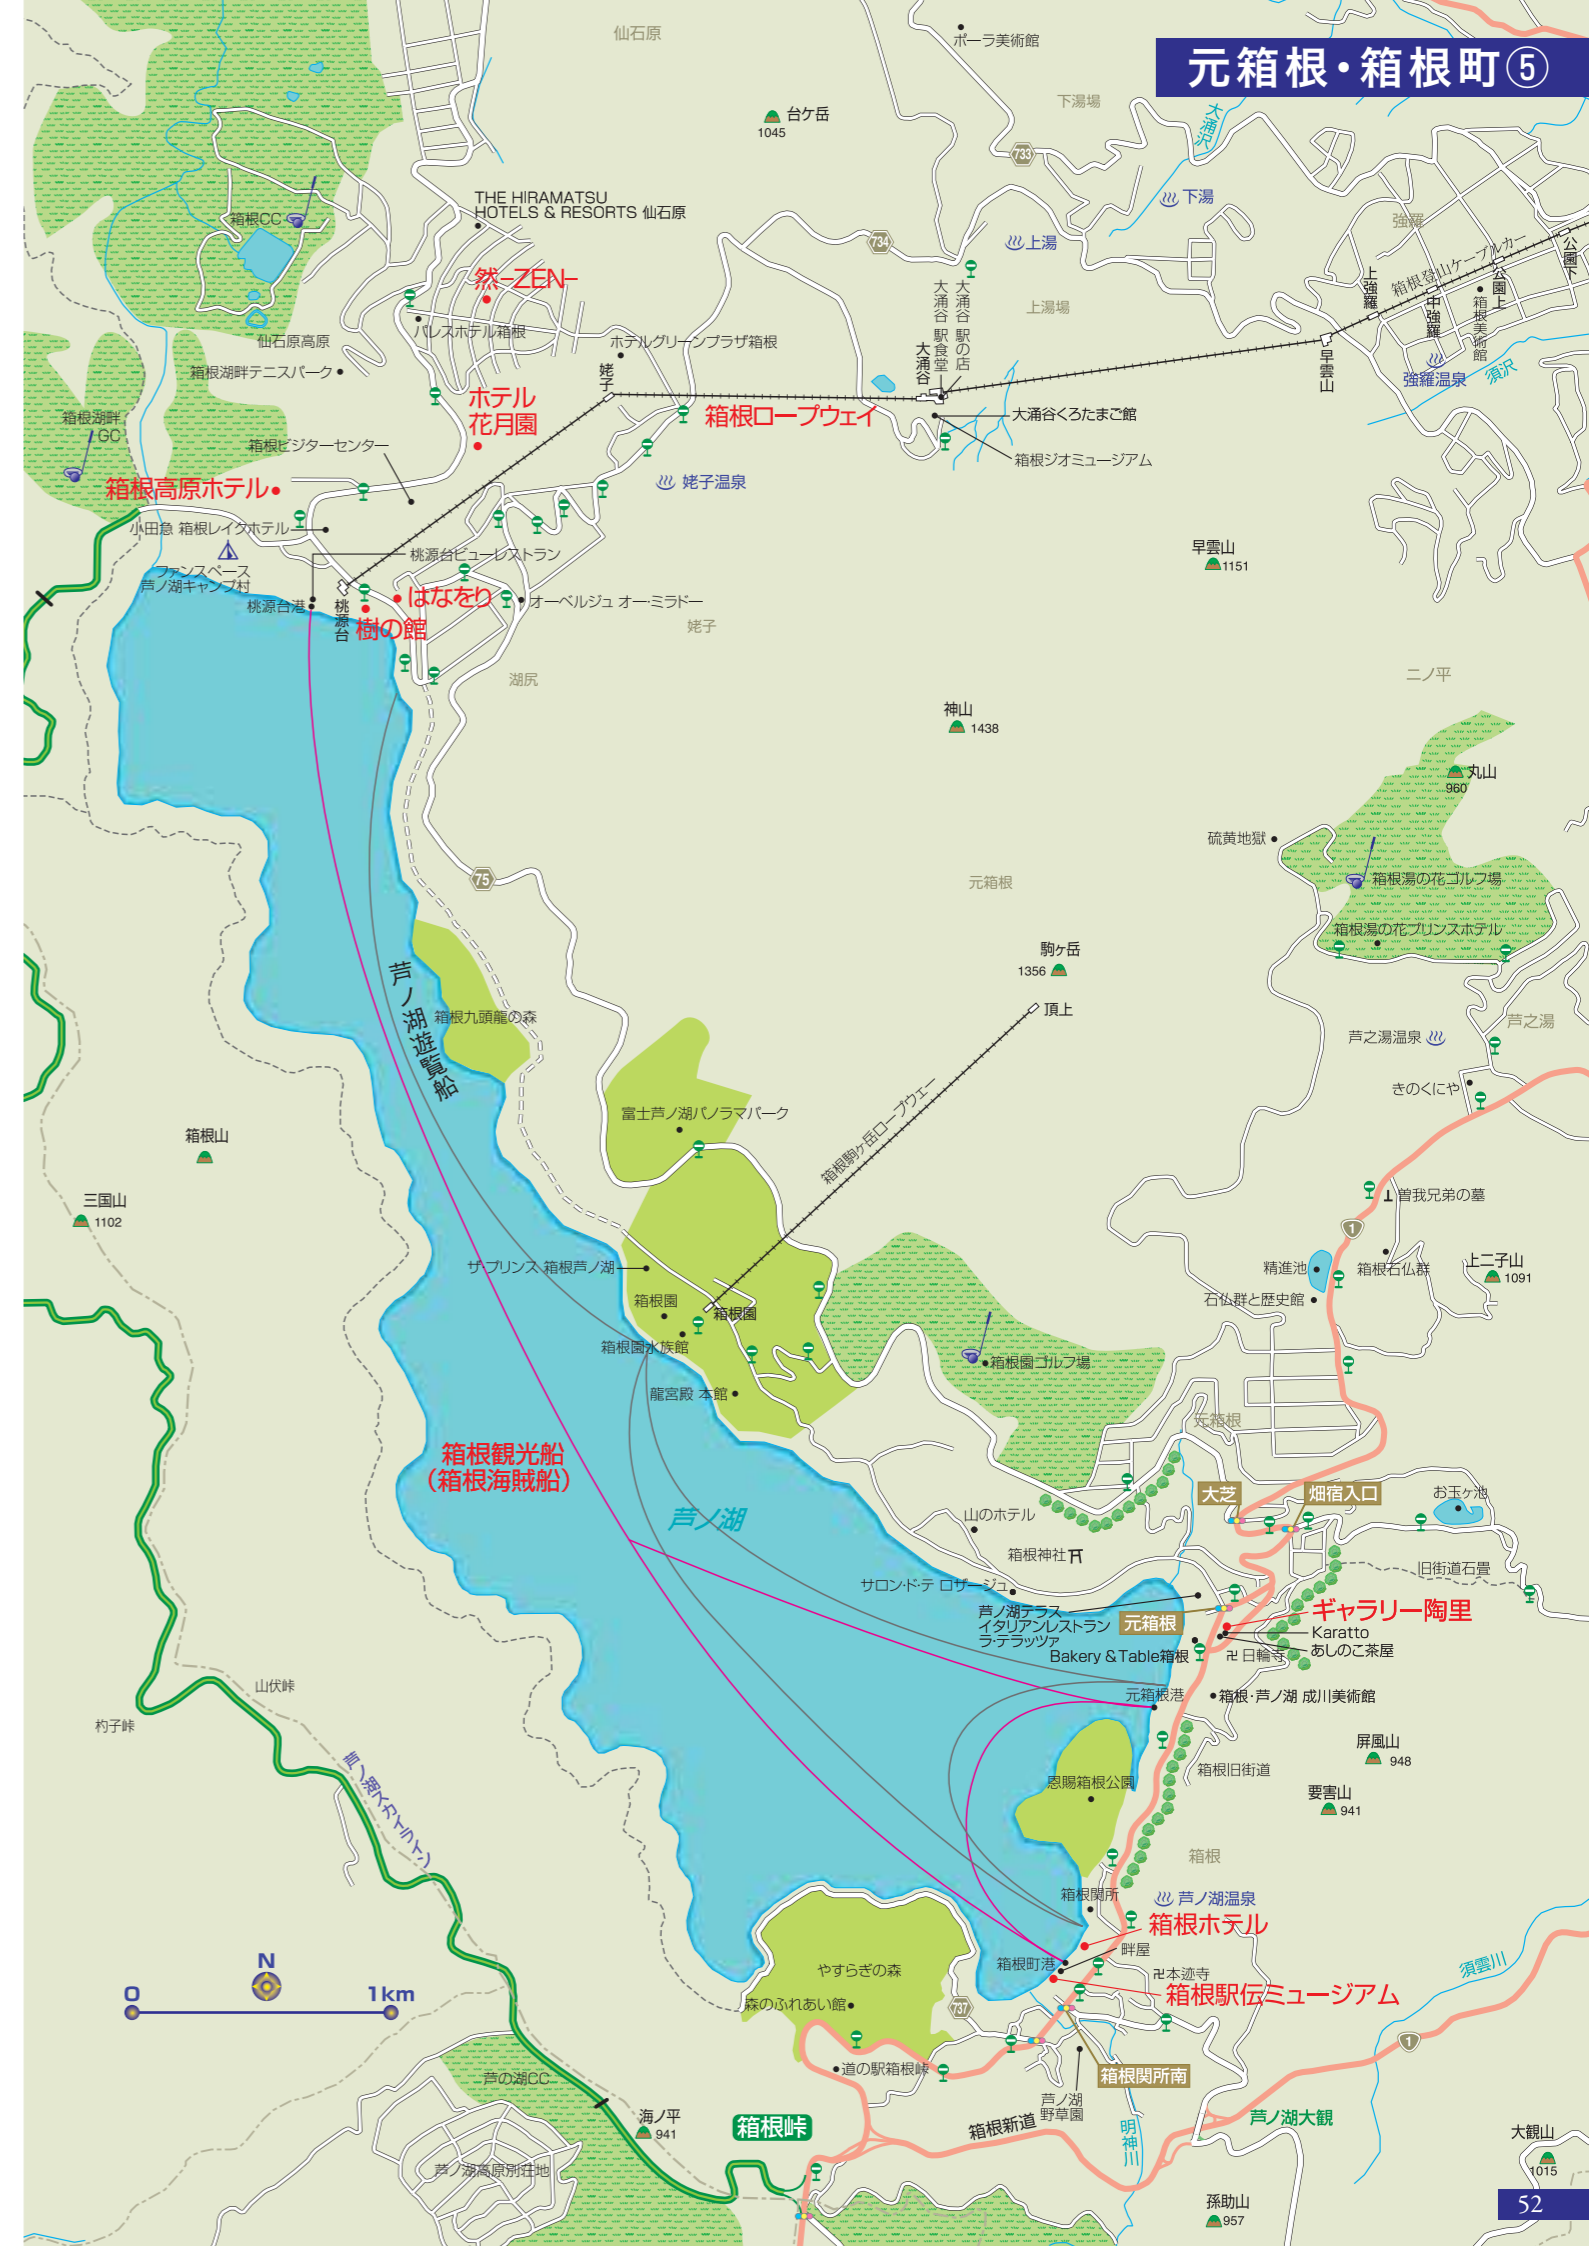 元箱根・箱根町⑤
仙石原
ポーラ美術館
台ケ岳
1045
下湯場
大涌沢
733
THE HIRAMATSU
HOTELS & RESORTS 仙石原
箱根CC
下湯
強羅
734
上湯
箱根登山ケーブルカー
公園下
公園上
上強羅
中強羅
箱根美術館
然-ZEN-
大涌谷 駅食堂
大涌谷 駅の店
上湯場
パレスホテル箱根
仙石原高原
ホテルグリーンプラザ箱根
箱根湖畔テニスパーク
姥子
大涌谷
早雲山
強羅温泉
須沢
ホテル
花月園
箱根ロープウェイ
大涌谷くろたまご館
箱根湖畔
GC
箱根ビジターセンター
箱根ジオミュージアム
箱根高原ホテル
姥子温泉
小田急 箱根レイクホテル
ファンスペース
芦ノ湖キャンプ村
桃源台ビューレストラン
早雲山
1151
桃源台港
桃源台
はなをり
オーベルジュ オー・ミラドー
樹の館
姥子
湖尻
二ノ平
神山
1438
丸山
960
硫黄地獄
75
元箱根
箱根湯の花ゴルフ場
箱根湯の花プリンスホテル
駒ヶ岳
1356
頂上
芦ノ湖遊覧船
箱根九頭龍の森
芦之湯
芦之湯温泉
きのくにや
富士芦ノ湖パノラマパーク
箱根駒ヶ岳ロープウェー
箱根山
三国山
1102
曽我兄弟の墓
1
精進池
箱根石仏群
上二子山
1091
石仏群と歴史館
ザ・プリンス 箱根芦ノ湖
箱根園
箱根園
箱根園水族館
箱根園ゴルフ場
龍宮殿 本館
元箱根
箱根観光船
（箱根海賊船）
芦ノ湖
大芝
畑宿入口
お玉ヶ池
山のホテル
箱根神社
旧街道石畳
サロン・ド・テ ロザージュ
芦ノ湖テラス
イタリアンレストラン
ラ・テラッツァ
元箱根
ギャラリー陶里
Karatto
あしのこ茶屋
Bakery & Table箱根
卍日輪寺
元箱根港
箱根・芦ノ湖 成川美術館
山伏峠
杓子峠
屏風山
948
恩賜箱根公園
箱根旧街道
要害山
941
芦ノ湖スカイライン
箱根
箱根関所
芦ノ湖温泉
箱根ホテル
畔屋
箱根町港
卍本迹寺
箱根駅伝ミュージアム
須雲川
やすらぎの森
森のふれあい館
737
N
0
1km
1
道の駅箱根峠
箱根関所南
芦の湖CC
芦ノ湖
野草園
海ノ平
941
箱根峠
箱根新道
明神川
芦ノ湖大観
大観山
1015
芦ノ湖高原別荘地
孫助山
957
52